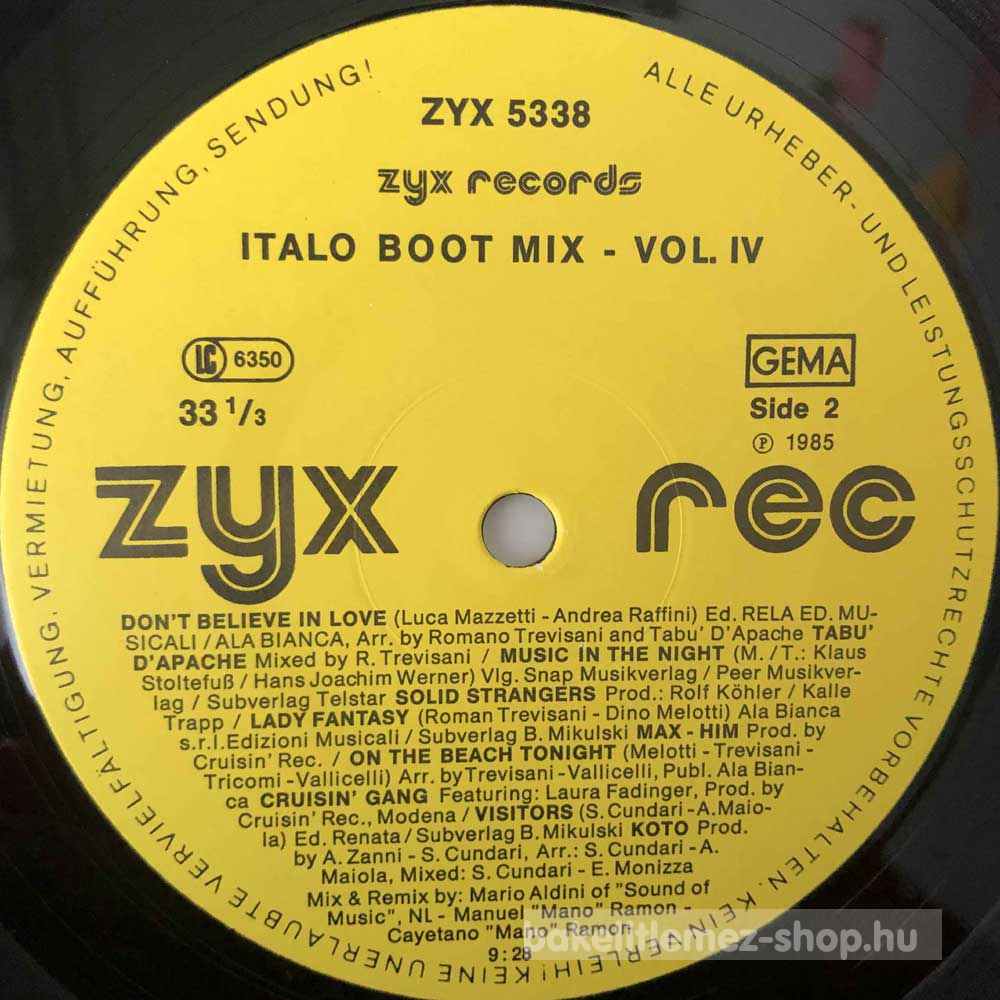 ALLE URHEBER- UND LEISTUNGSSCHUTZRECHTE VORBEHALTEN. KEIN VERLEIH! KEINE UNERLAUBTE VERVIELFÄLTIGUNG, VERMIETUNG, AUFFÜHRUNG, SENDUNG!
ZYX 5338
zyx records
ITALO BOOT MIX - VOL. IV
LC 6350
GEMA
33 1/3
Side 2
℗ 1985
zyx rec
DON'T BELIEVE IN LOVE (Luca Mazzetti - Andrea Raffini) Ed. RELA ED. MU-
SICALI / ALA BIANCA, Arr. by Romano Trevisani and Tabu' D'Apache TABU'
D'APACHE Mixed by R. Trevisani / MUSIC IN THE NIGHT (M. / T.: Klaus
Stoltefuß / Hans Joachim Werner) Vlg. Snap Musikverlag / Peer Musikver-
lag / Subverlag Telstar SOLID STRANGERS Prod.: Rolf Köhler / Kalle
Trapp / LADY FANTASY (Roman Trevisani - Dino Melotti) Ala Bianca
s.r.l. Edizioni Musicali / Subverlag B. Mikulski MAX - HIM Prod. by
Cruisin' Rec. / ON THE BEACH TONIGHT (Melotti - Trevisani -
Tricomi - Vallicelli) Arr. by Trevisani - Vallicelli, Publ. Ala Bian-
ca CRUISIN' GANG Featuring: Laura Fadinger, Prod. by
Cruisin' Rec., Modena / VISITORS (S. Cundari - A. Maio-
la) Ed. Renata / Subverlag B. Mikulski KOTO Prod.
by A. Zanni - S. Cundari, Arr.: S. Cundari - A.
Maiola, Mixed: S. Cundari - E. Monizza
Mix & Remix by: Mario Aldini of "Sound of
Music", NL - Manuel "Mano" Ramon -
Cayetano "Mano" Ramon
9:28
bakelitlemez-shop.hu